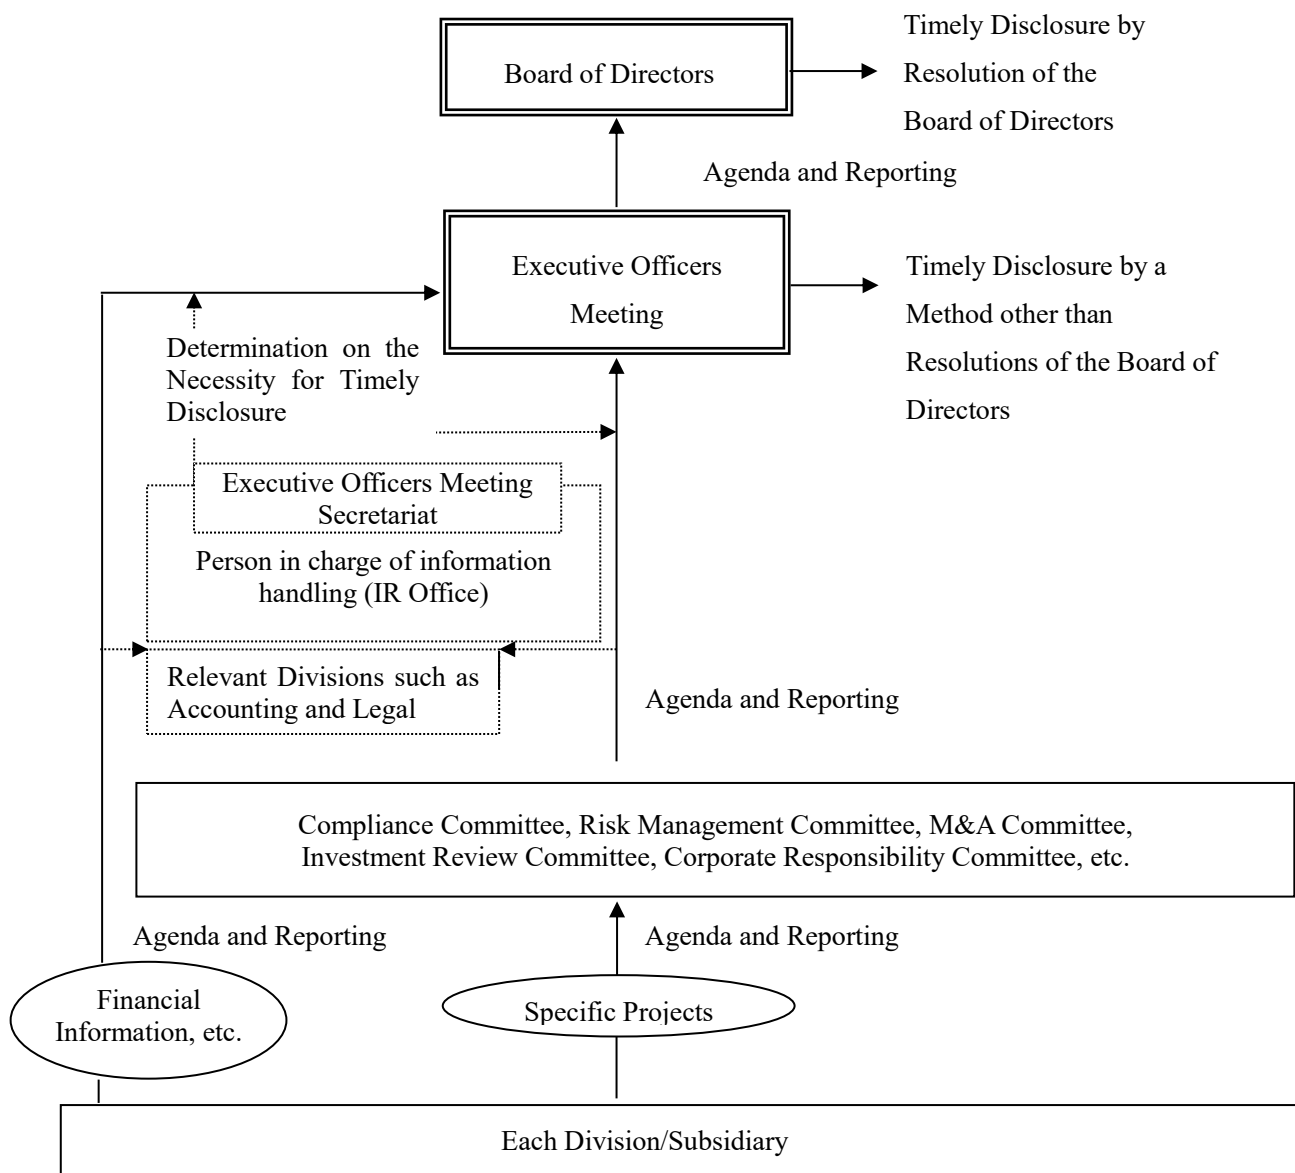 Board of Directors
Timely Disclosure by
Resolution of the
Board of Directors
Agenda and Reporting
Executive Officers
Meeting
Timely Disclosure by a
Method other than
Resolutions of the Board of
Directors
Determination on the
Necessity for Timely
Disclosure
Executive Officers Meeting
Secretariat
Person in charge of information
handling (IR Office)
Relevant Divisions such as
Accounting and Legal
Agenda and Reporting
Compliance Committee, Risk Management Committee, M&A Committee,
Investment Review Committee, Corporate Responsibility Committee, etc.
Agenda and Reporting
Agenda and Reporting
Financial
Information, etc.
Specific Projects
Each Division/Subsidiary